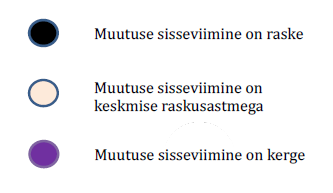 Muutuse sisseviimine on raske
Muutuse sisseviimine on
keskmise raskusastmega
Muutuse sisseviimine on kerge